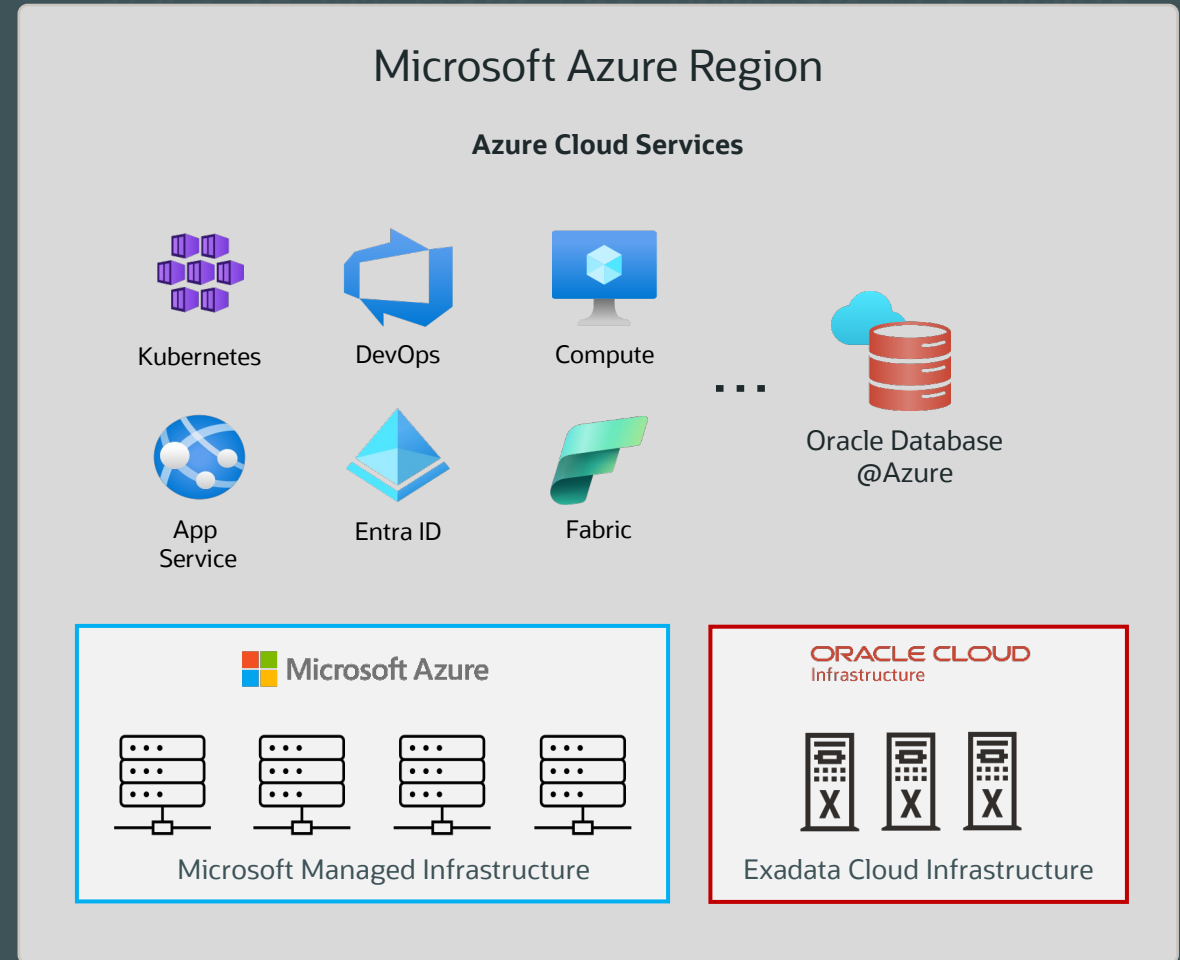 Microsoft Azure Region
Azure Cloud Services
Kubernetes
DevOps
Compute
...
Oracle Database
@Azure
App
Service
Entra ID
Fabric
Microsoft Azure
Microsoft Managed Infrastructure
ORACLE CLOUD
Infrastructure
X
X
X
Exadata Cloud Infrastructure